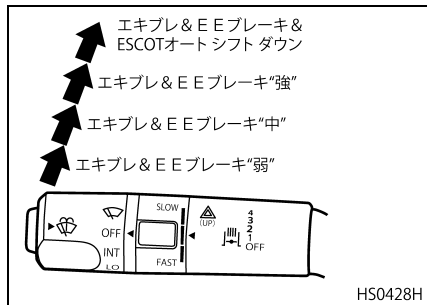 エキブレ＆ＥＥブレーキ＆
ESCOTオート シフト ダウン
エキブレ＆ＥＥブレーキ“強”
エキブレ＆ＥＥブレーキ“中”
エキブレ＆ＥＥブレーキ“弱”
OFF
INT
LO
SLOW
FAST
(UP)
4
3
2
1
OFF
HS0428H